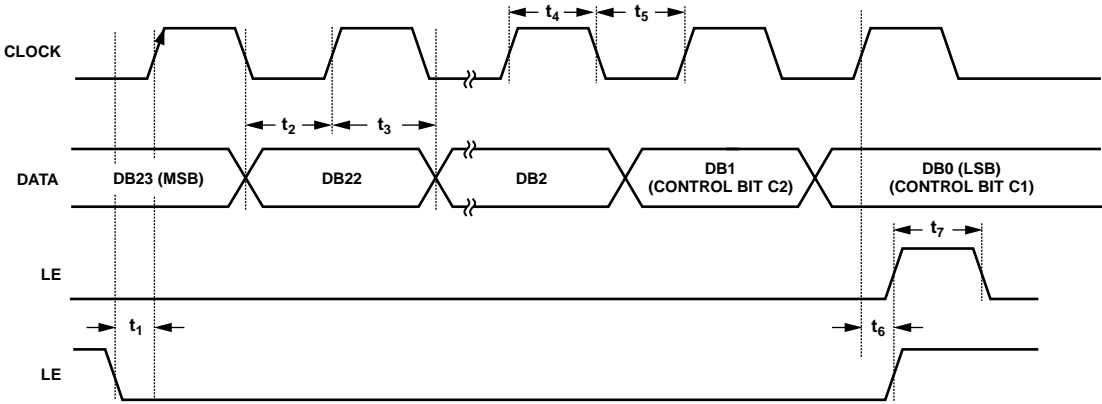 CLOCK
t4
t5
t2
t3
DATA
DB23 (MSB)
DB22
DB2
DB1
(CONTROL BIT C2)
DB0 (LSB)
(CONTROL BIT C1)
LE
t7
t1
t6
LE